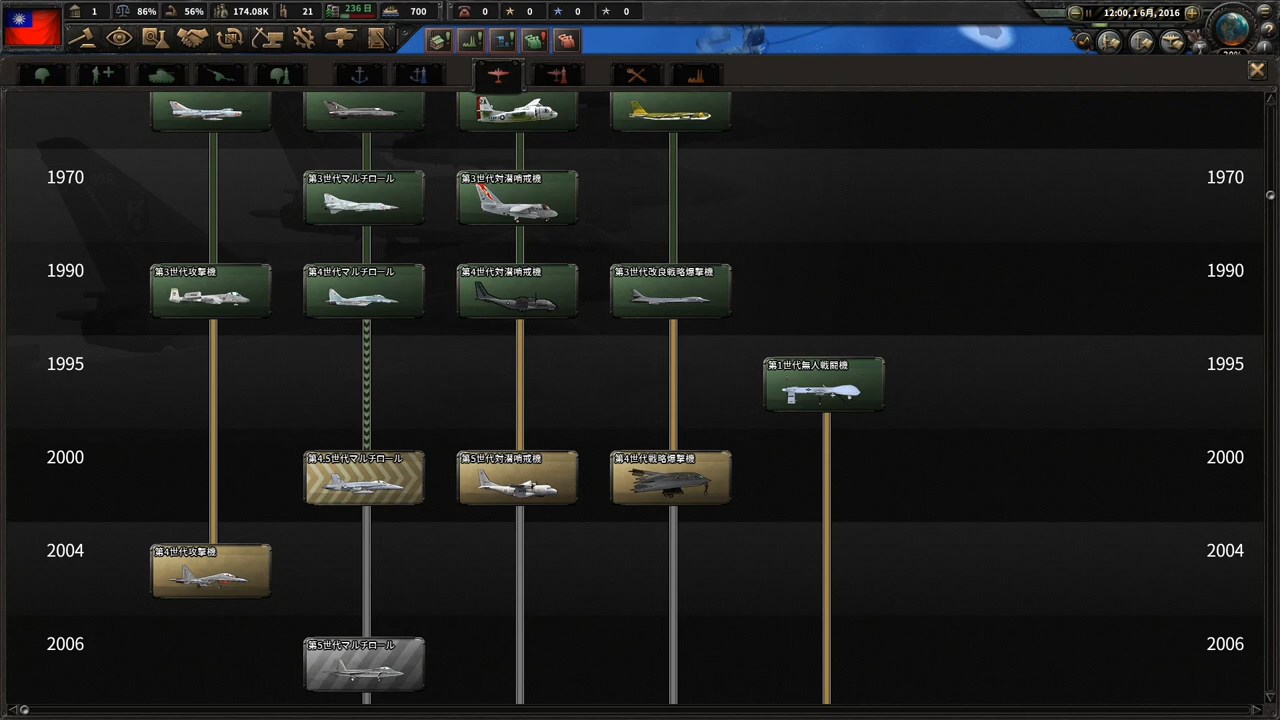 1
86%
56%
174.08K
21
236 日
700
0
0
0
0
12:00, 1 6月, 2016
1970
第3世代マルチロール
第3世代対潜哨戒機
1970
1990
第3世代攻撃機
第4世代マルチロール
第4世代対潜哨戒機
第3世代改良戦略爆撃機
1990
1995
第1世代無人戦闘機
1995
2000
第4.5世代マルチロール
第5世代対潜哨戒機
第4世代戦略爆撃機
2000
2004
第4世代攻撃機
2004
2006
第5世代マルチロール
2006